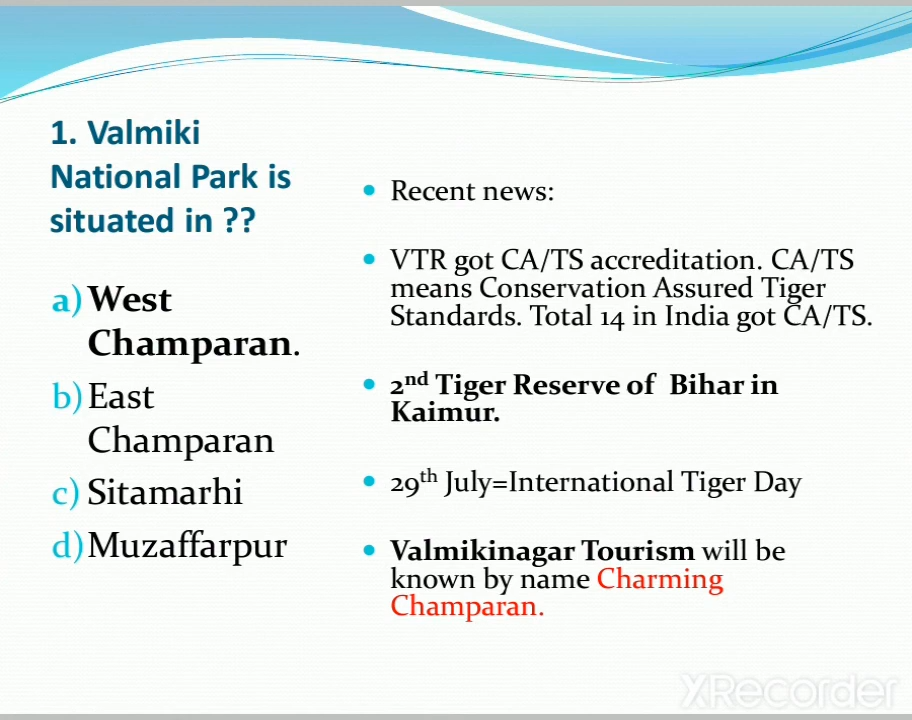 1. Valmiki
National Park is
situated in ??
a) West
Champaran.
b) East
Champaran
c) Sitamarhi
d) Muzaffarpur
• Recent news:
• VTR got CA/TS accreditation. CA/TS
means Conservation Assured Tiger
Standards. Total 14 in India got CA/TS.
• 2nd Tiger Reserve of Bihar in
Kaimur.
• 29th July=International Tiger Day
• Valmikinagar Tourism will be
known by name Charming
Champaran.
XRecorder